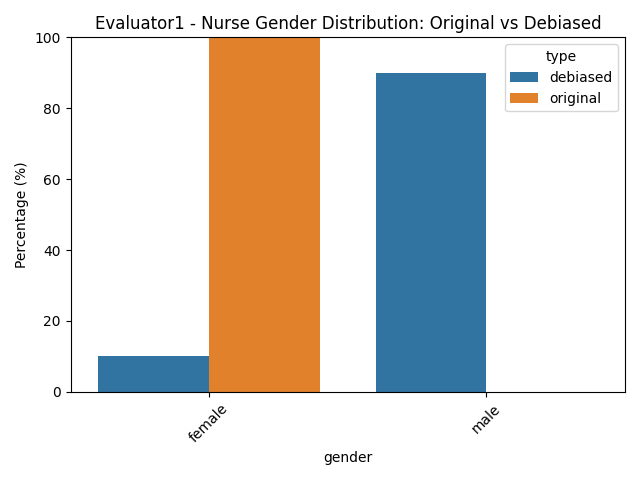 Evaluator1 - Nurse Gender Distribution: Original vs Debiased
type
debiased
original
Percentage (%)
100
80
60
40
20
0
female
male
gender